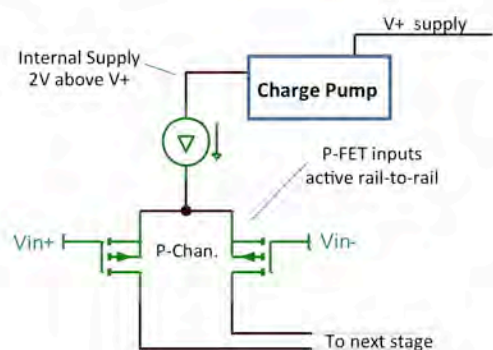 V+ supply
Internal Supply
2V above V+
Charge Pump
P-FET inputs
active rail-to-rail
Vin+
P-Chan.
Vin-
To next stage